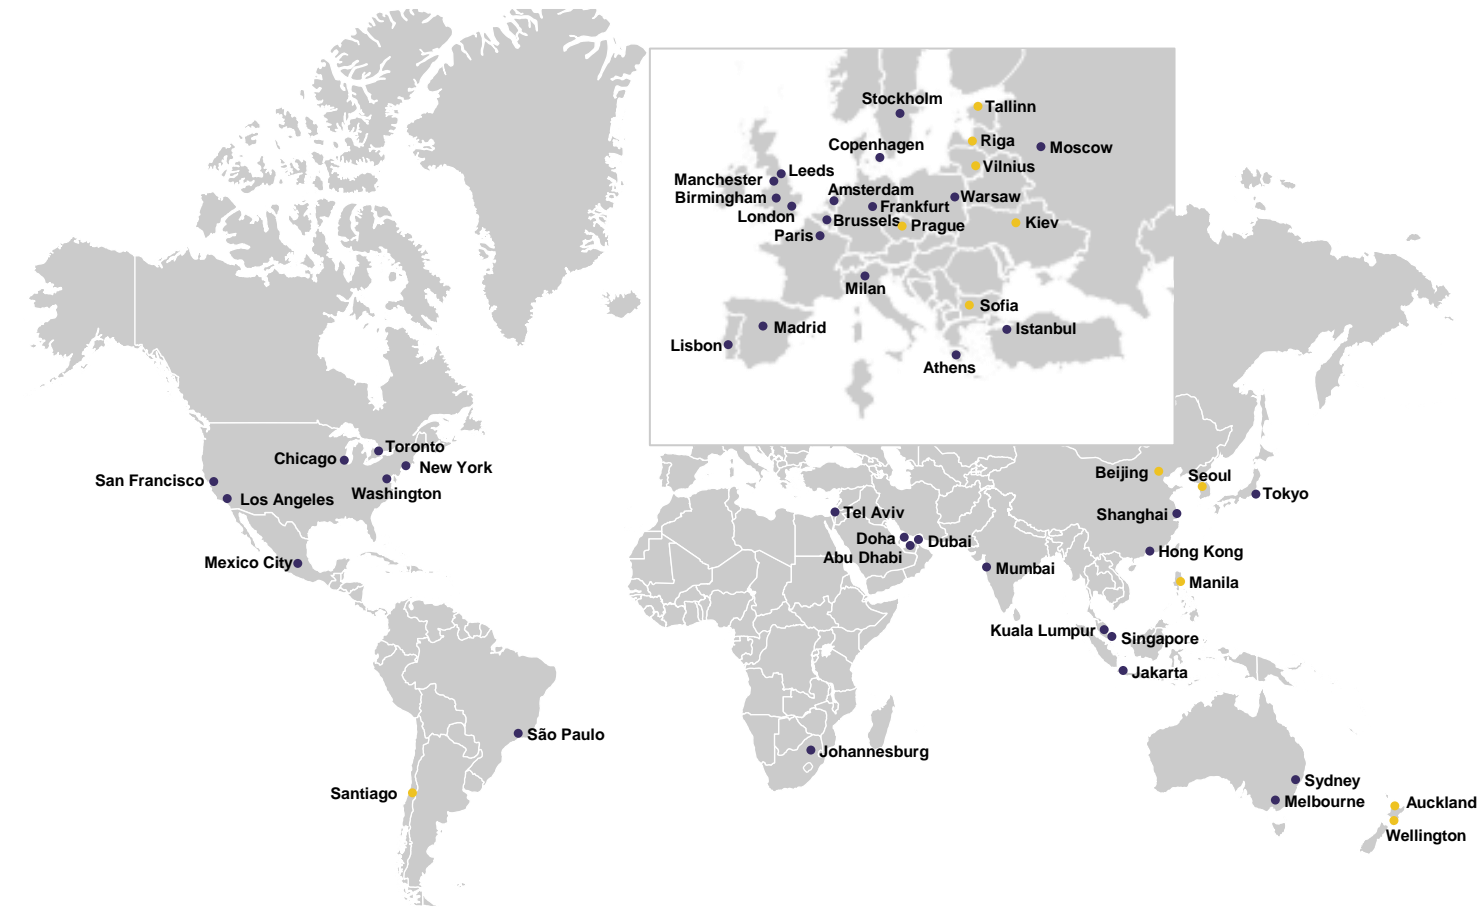 Stockholm
Tallinn
Copenhagen
Riga
Moscow
Vilnius
Leeds
Manchester
Birmingham
Amsterdam
Warsaw
Frankfurt
London
Brussels
Prague
Kiev
Paris
Milan
Sofia
Madrid
Istanbul
Lisbon
Athens
Toronto
Chicago
New York
San Francisco
Washington
Los Angeles
Mexico City
Beijing
Seoul
Tokyo
Shanghai
Tel Aviv
Doha
Dubai
Abu Dhabi
Hong Kong
Mumbai
Manila
Kuala Lumpur
Singapore
Jakarta
São Paulo
Johannesburg
Santiago
Sydney
Melbourne
Auckland
Wellington